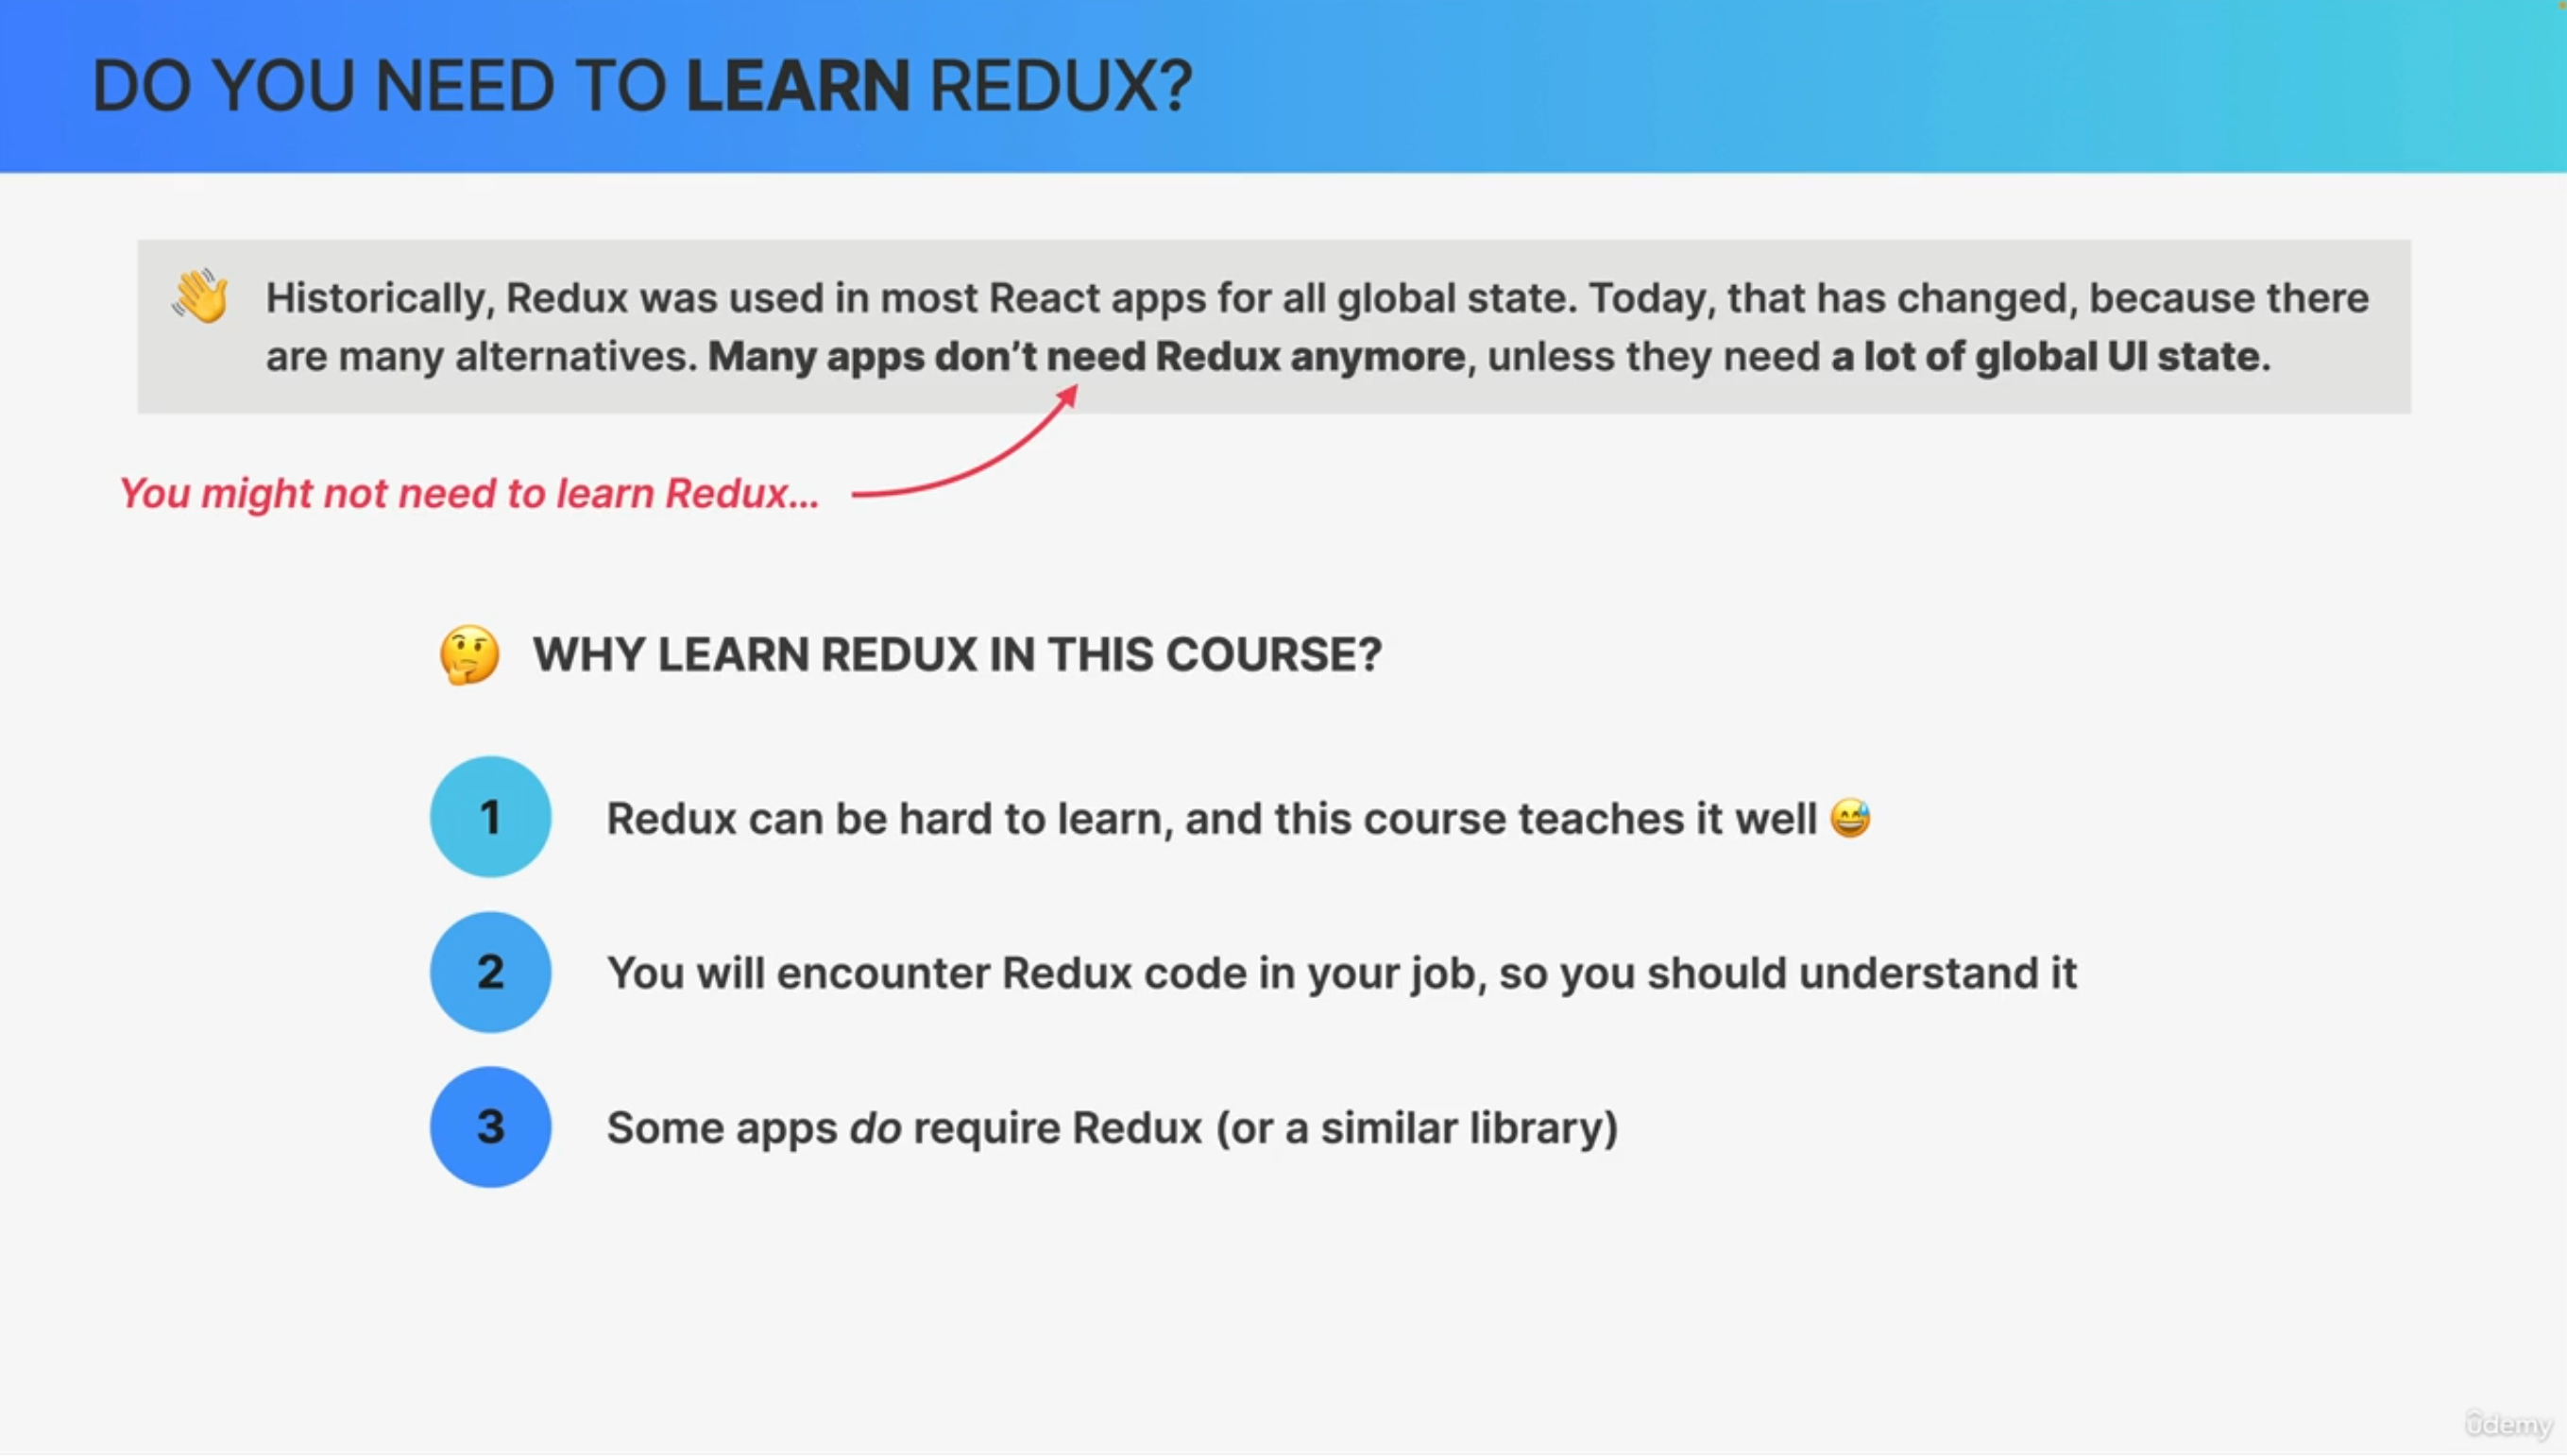 DO YOU NEED TO LEARN REDUX?
👋 Historically, Redux was used in most React apps for all global state. Today, that has changed, because there
are many alternatives. Many apps don’t need Redux anymore, unless they need a lot of global UI state.
You might not need to learn Redux…
🤔 WHY LEARN REDUX IN THIS COURSE?
1 Redux can be hard to learn, and this course teaches it well 😅
2 You will encounter Redux code in your job, so you should understand it
3 Some apps do require Redux (or a similar library)
ûdemy